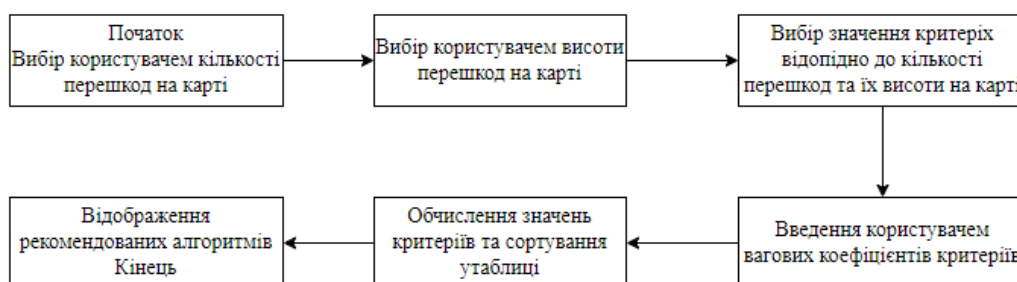 Початок
Вибір користувачем кількості
перешкод на карті
Вибір користувачем висоти
перешкод на карті
Вибір значення критеріх
відопідно до кількості
перешкод та їх висоти на карті
Введення користувачем
вагових коефіцієнтів критеріїв
Обчислення значень
критеріїв та сортування
утаблиці
Відображення
рекомендованих алгоритмів
Кінець